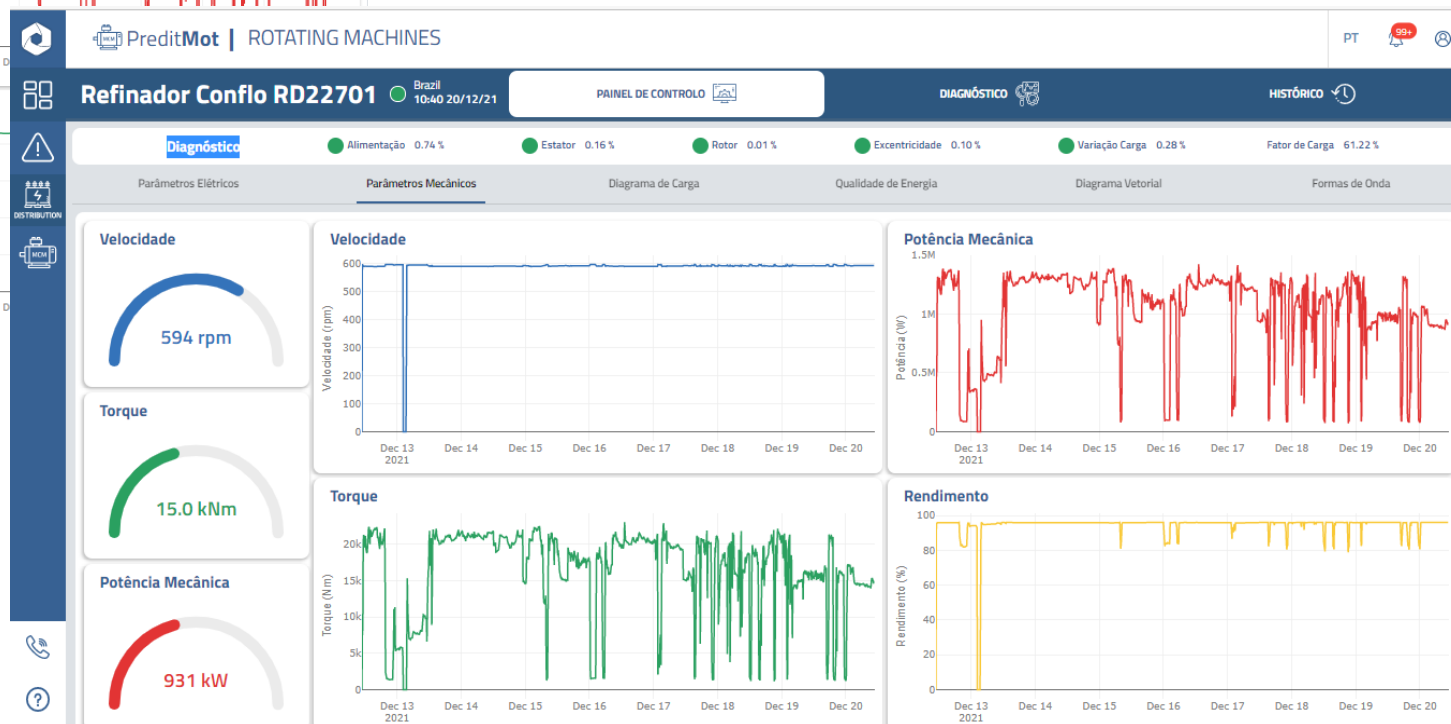 PreditMot | ROTATING MACHINES
PT
99+
Refinador Conflo RD22701
Brazil
10:40 20/12/21
PAINEL DE CONTROLO
DIAGNÓSTICO
HISTÓRICO
Diagnóstico
Alimentação 0.74 %
Estator 0.16 %
Rotor 0.01 %
Excentricidade 0.10 %
Variação Carga 0.28 %
Fator de Carga 61.22 %
Parâmetros Elétricos
Parâmetros Mecânicos
Diagrama de Carga
Qualidade de Energia
Diagrama Vetorial
Formas de Onda
DISTRIBUTION
MCM
Velocidade
594 rpm
Torque
15.0 kNm
Potência Mecânica
931 kW
Velocidade
Velocidade (rpm)
600
500
400
300
200
100
0
Dec 13 Dec 14 Dec 15 Dec 16 Dec 17 Dec 18 Dec 19 Dec 20
2021
Potência Mecânica
Potência (W)
1.5M
1M
0.5M
0
Dec 13 Dec 14 Dec 15 Dec 16 Dec 17 Dec 18 Dec 19 Dec 20
2021
Torque
Torque (Nm)
20k
15k
10k
5k
0
Dec 13 Dec 14 Dec 15 Dec 16 Dec 17 Dec 18 Dec 19 Dec 20
2021
Rendimento
Rendimento (%)
100
80
60
40
20
0
Dec 13 Dec 14 Dec 15 Dec 16 Dec 17 Dec 18 Dec 19 Dec 20
2021